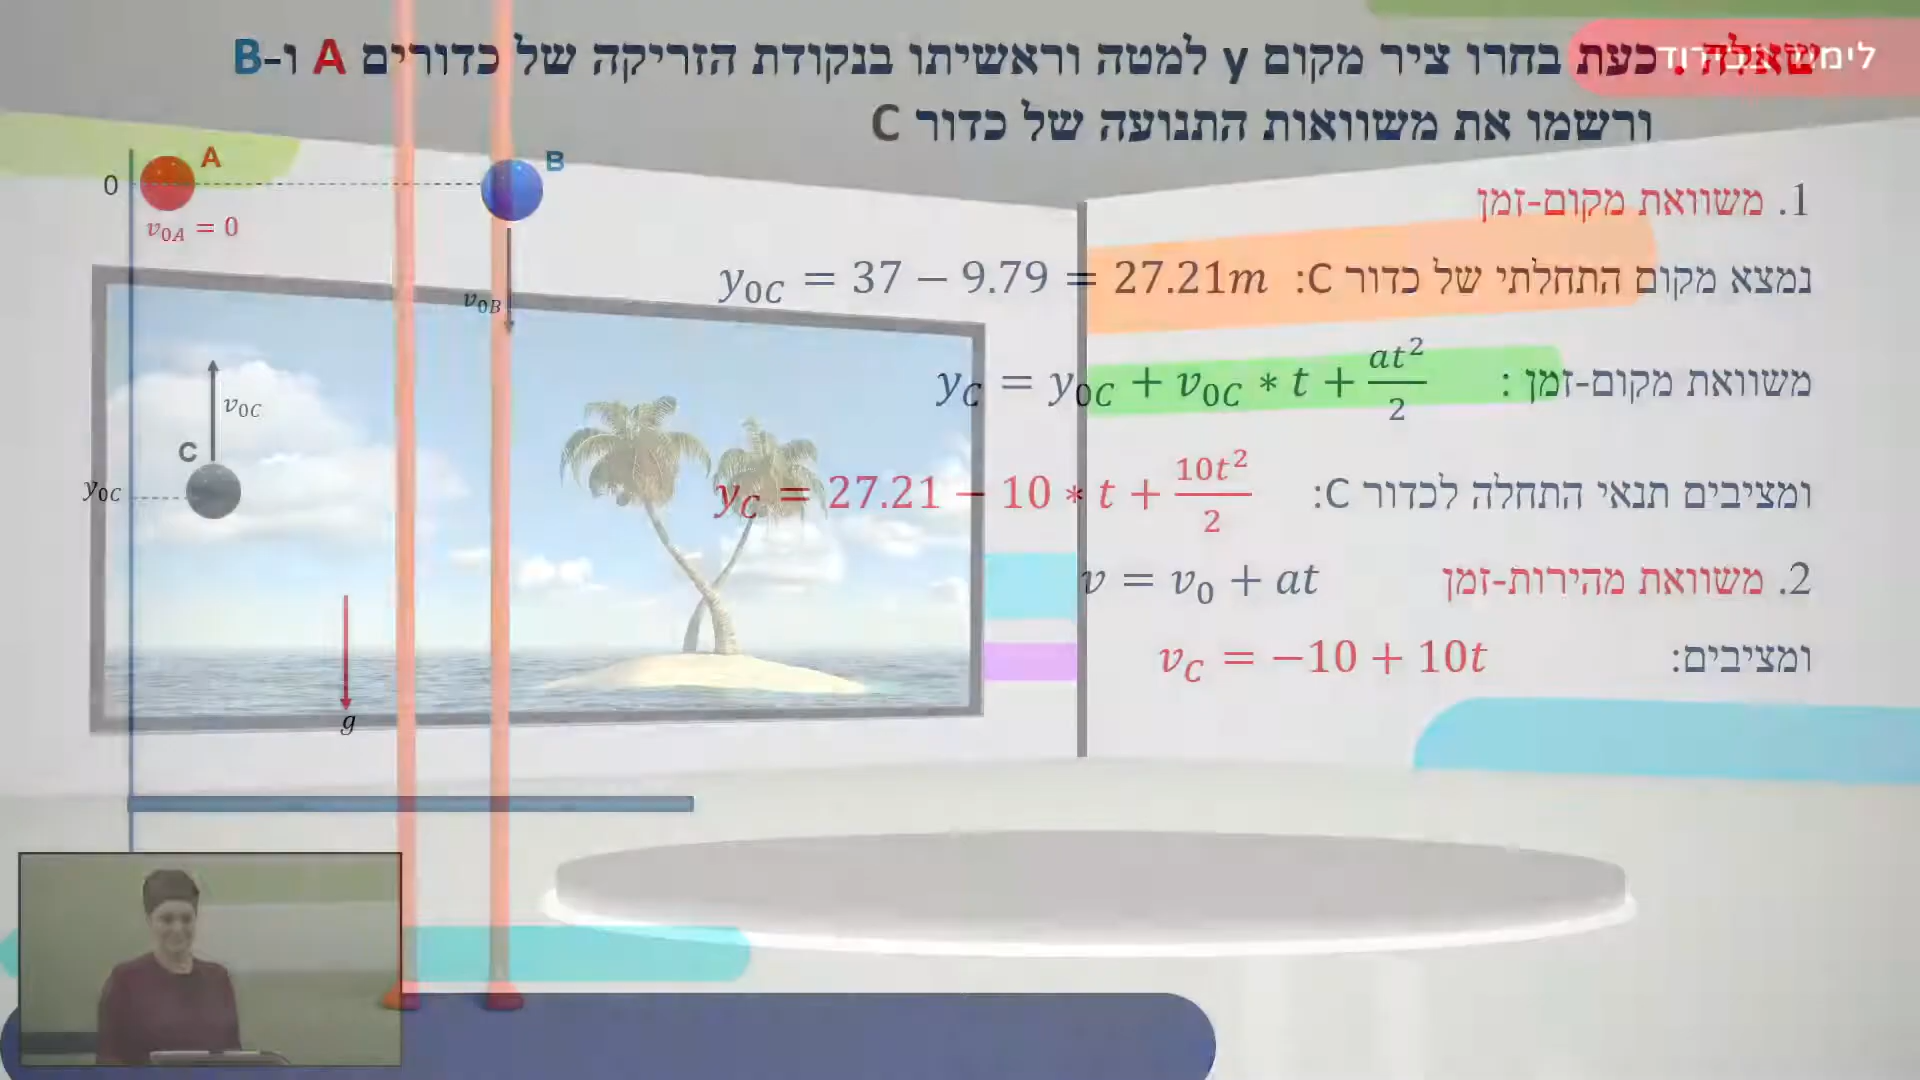 שאלה . כעת בחרו ציר מקום y למטה וראשיתו בנקודת הזריקה של כדורים A ו-B
ורשמו את משוואות התנועה של כדור C
A
B
0
v₀A = 0
1. משוואת מקום-זמן
נמצא מקום התחלתי של כדור C: y₀C = 37 − 9.79 = 27.21m
v₀B
משוואת מקום-זמן : y_C = y₀C + v₀C * t + at²/2
v₀C
C
y₀C
ומציבים תנאי התחלה לכדור C: y_C = 27.21 − 10 * t + 10t²/2
2. משוואת מהירות-זמן v = v₀ + at
ומציבים: v_C = −10 + 10t
g